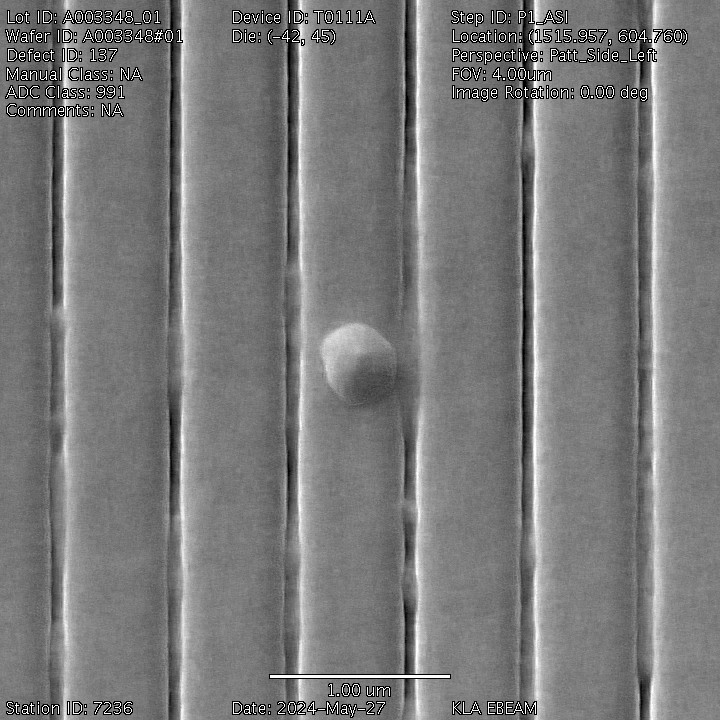 Lot ID: A003348_01
Wafer ID: A003348#01
Defect ID: 137
Manual Class: NA
ADC Class: 991
Comments: NA
Device ID: T0111A
Die: (-42, 45)
Step ID: P1_ASI
Location: (1515.957, 604.760)
Perspective: Patt_Side_Left
FOV: 4.00um
Image Rotation: 0.00 deg
1.00 um
Station ID: 7236
Date: 2024-May-27
KLA EBEAM